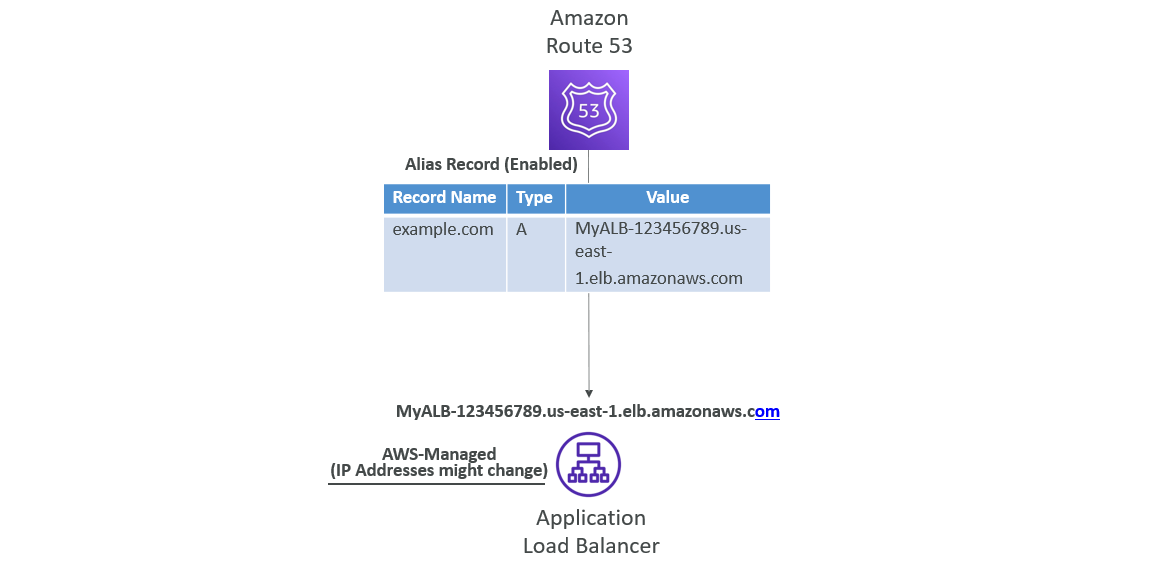 Amazon
Route 53
53
Alias Record (Enabled)
Record Name Type Value
example.com A MyALB-123456789.us-
east-
1.elb.amazonaws.com
MyALB-123456789.us-east-1.elb.amazonaws.com
AWS-Managed
(IP Addresses might change)
Application
Load Balancer